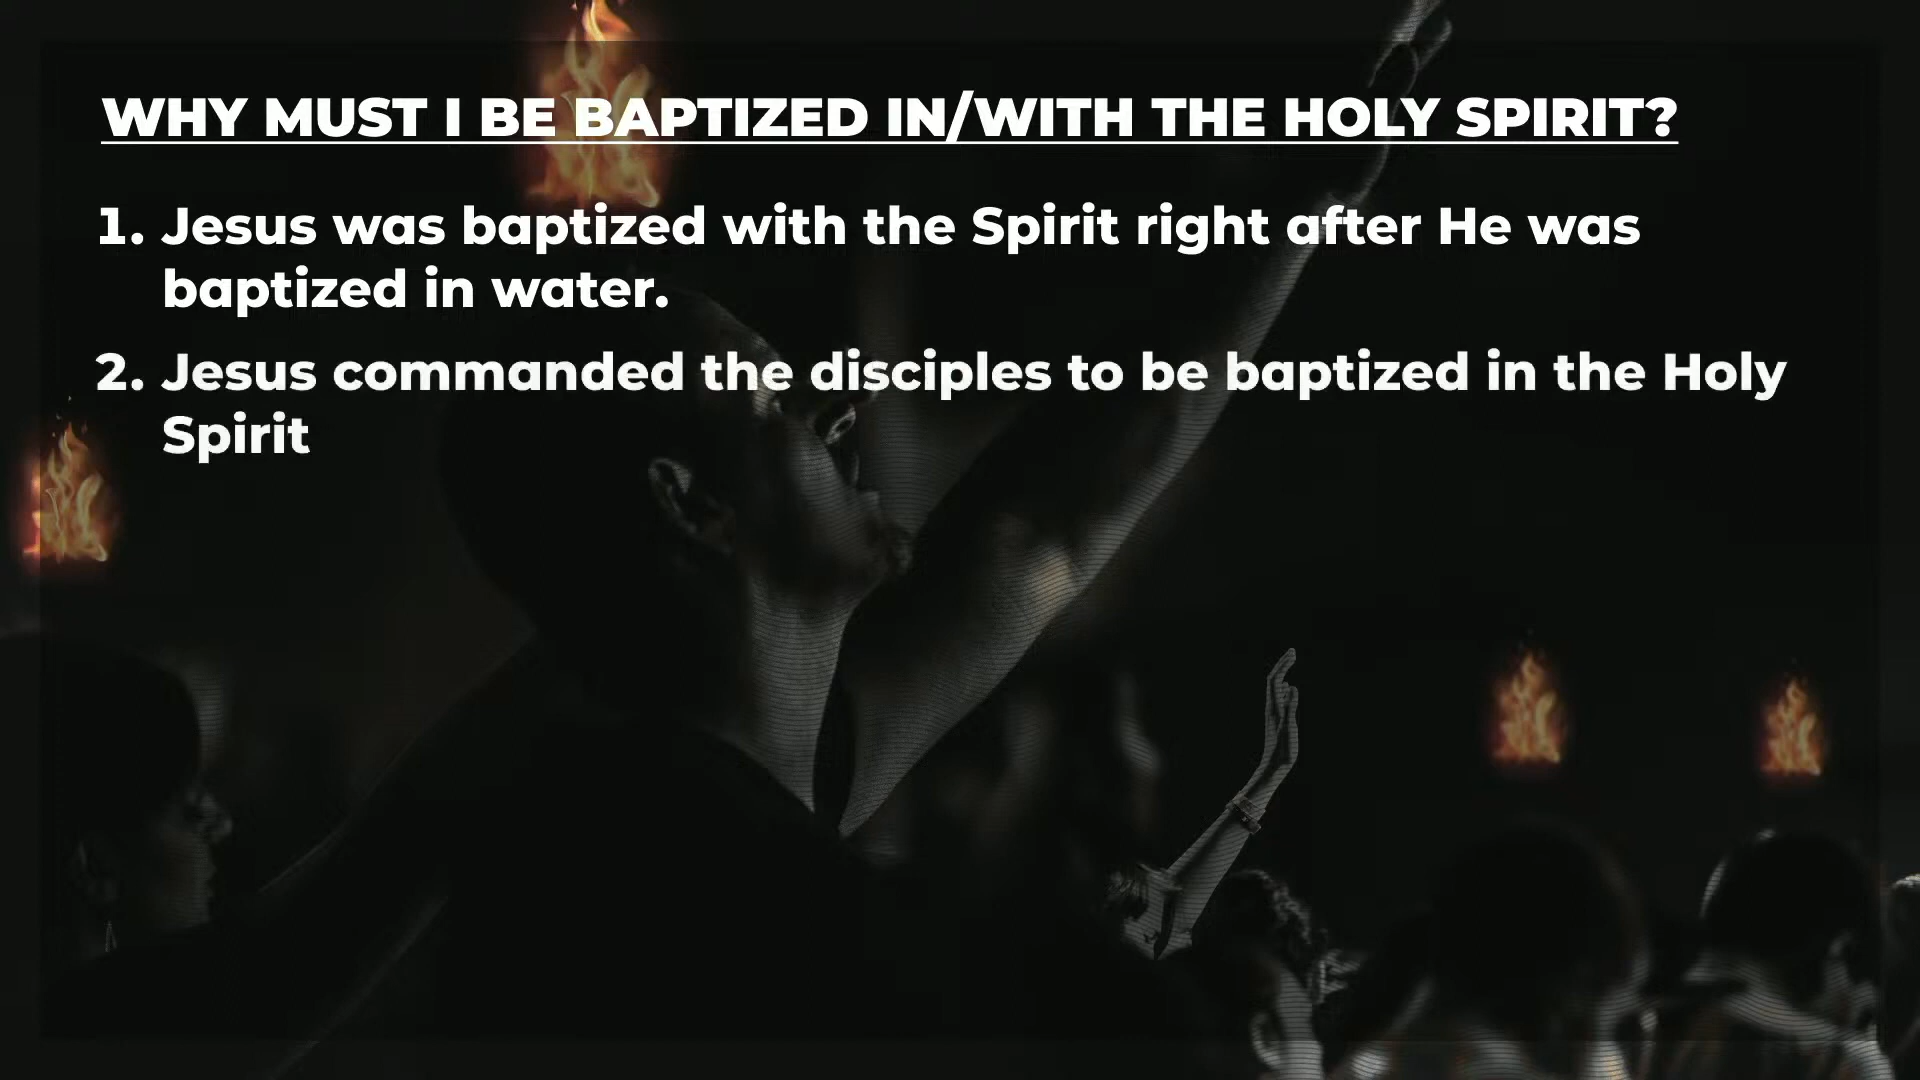 WHY MUST I BE BAPTIZED IN/WITH THE HOLY SPIRIT?
1. Jesus was baptized with the Spirit right after He was
baptized in water.
2. Jesus commanded the disciples to be baptized in the Holy
Spirit